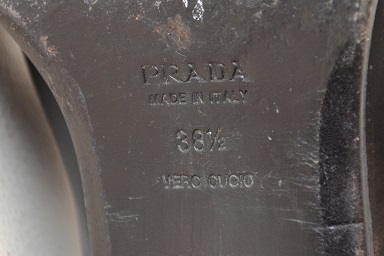 PRADA
MADE IN ITALY
38½
VERO CUOIO